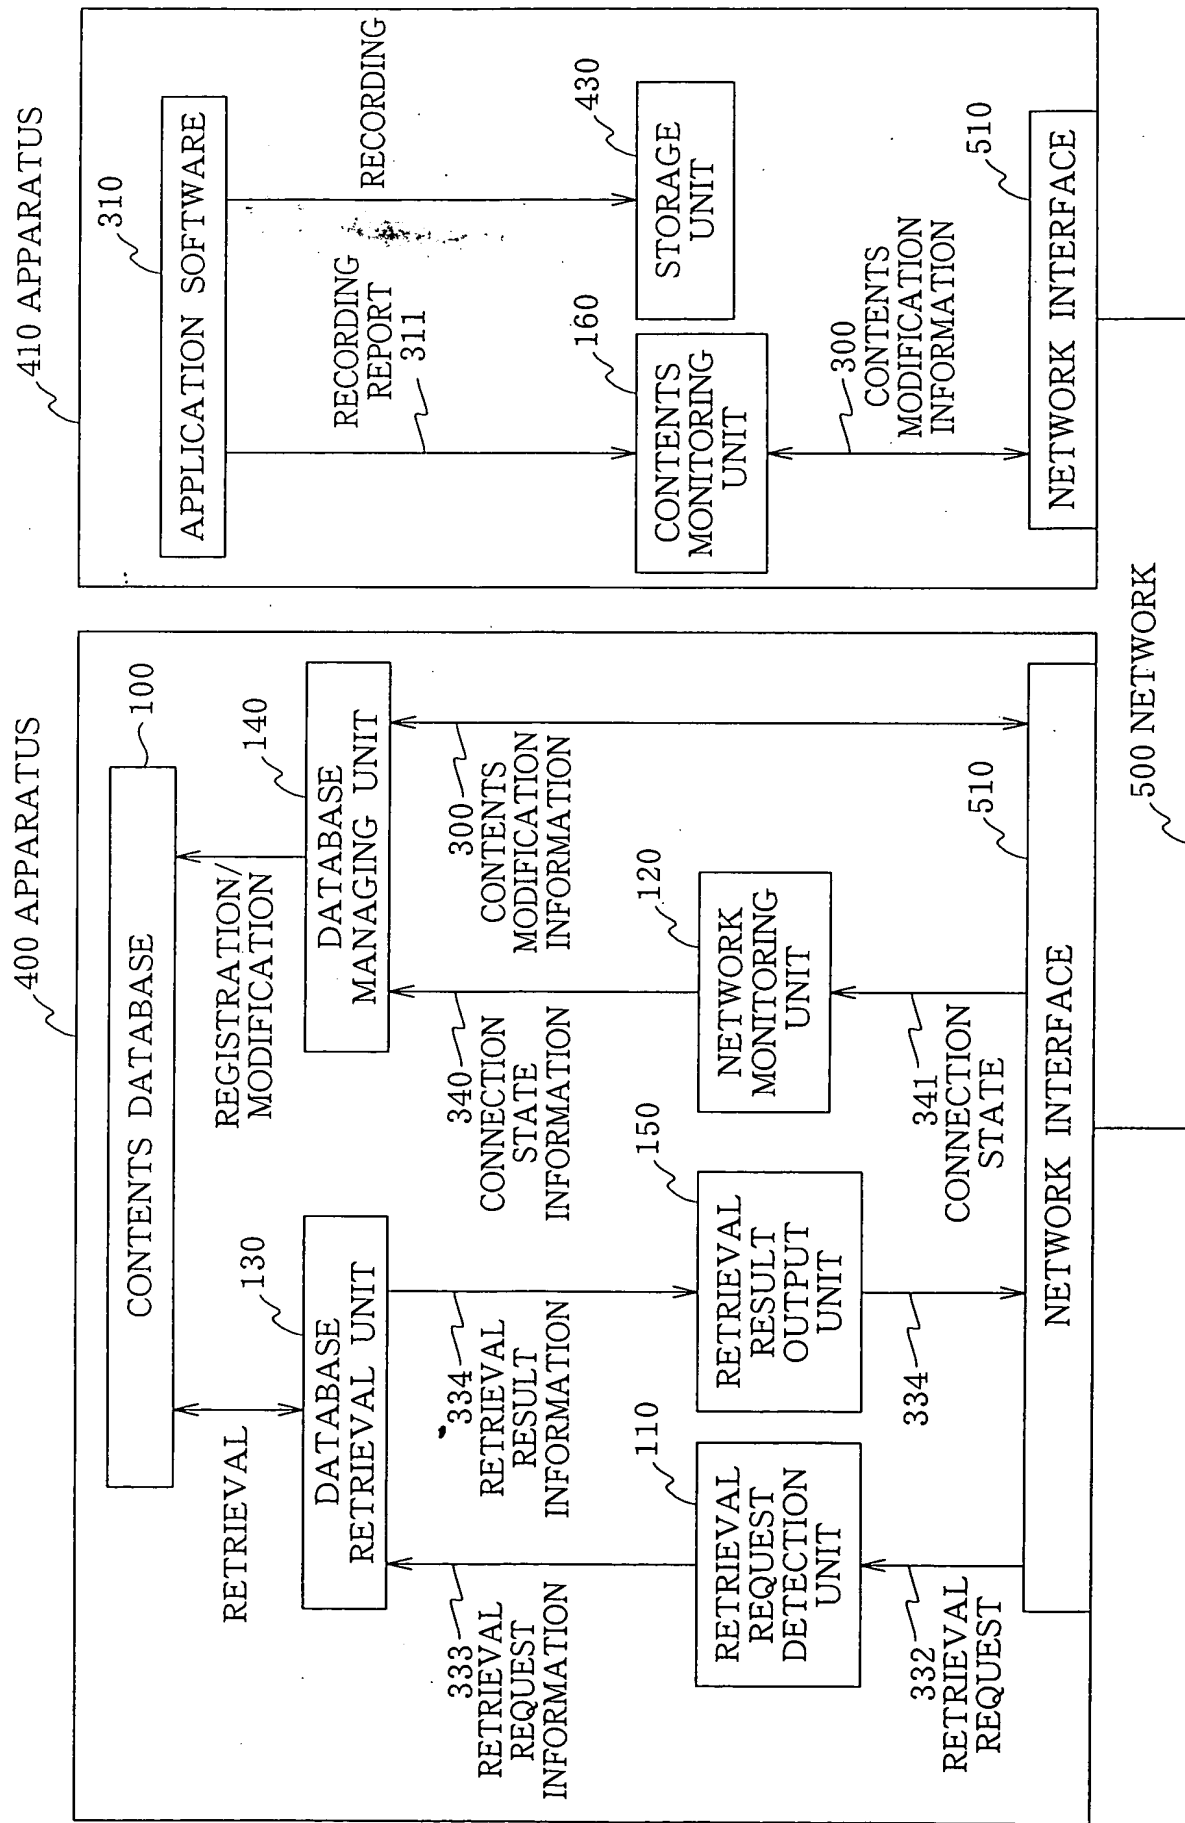 400 APPARATUS
CONTENTS DATABASE
100
RETRIEVAL
REGISTRATION/
MODIFICATION
DATABASE
RETRIEVAL UNIT
130
DATABASE
MANAGING UNIT
140
333
RETRIEVAL
REQUEST
INFORMATION
334
RETRIEVAL
RESULT
INFORMATION
340
CONNECTION
STATE
INFORMATION
300
CONTENTS
MODIFICATION
INFORMATION
RETRIEVAL
REQUEST
DETECTION
UNIT
110
RETRIEVAL
RESULT
OUTPUT
UNIT
150
NETWORK
MONITORING
UNIT
120
332
RETRIEVAL
REQUEST
334
341
CONNECTION
STATE
510
NETWORK INTERFACE
410 APPARATUS
310
APPLICATION SOFTWARE
RECORDING
REPORT
311
RECORDING
160
CONTENTS
MONITORING
UNIT
430
STORAGE
UNIT
300
CONTENTS
MODIFICATION
INFORMATION
510
NETWORK INTERFACE
500 NETWORK